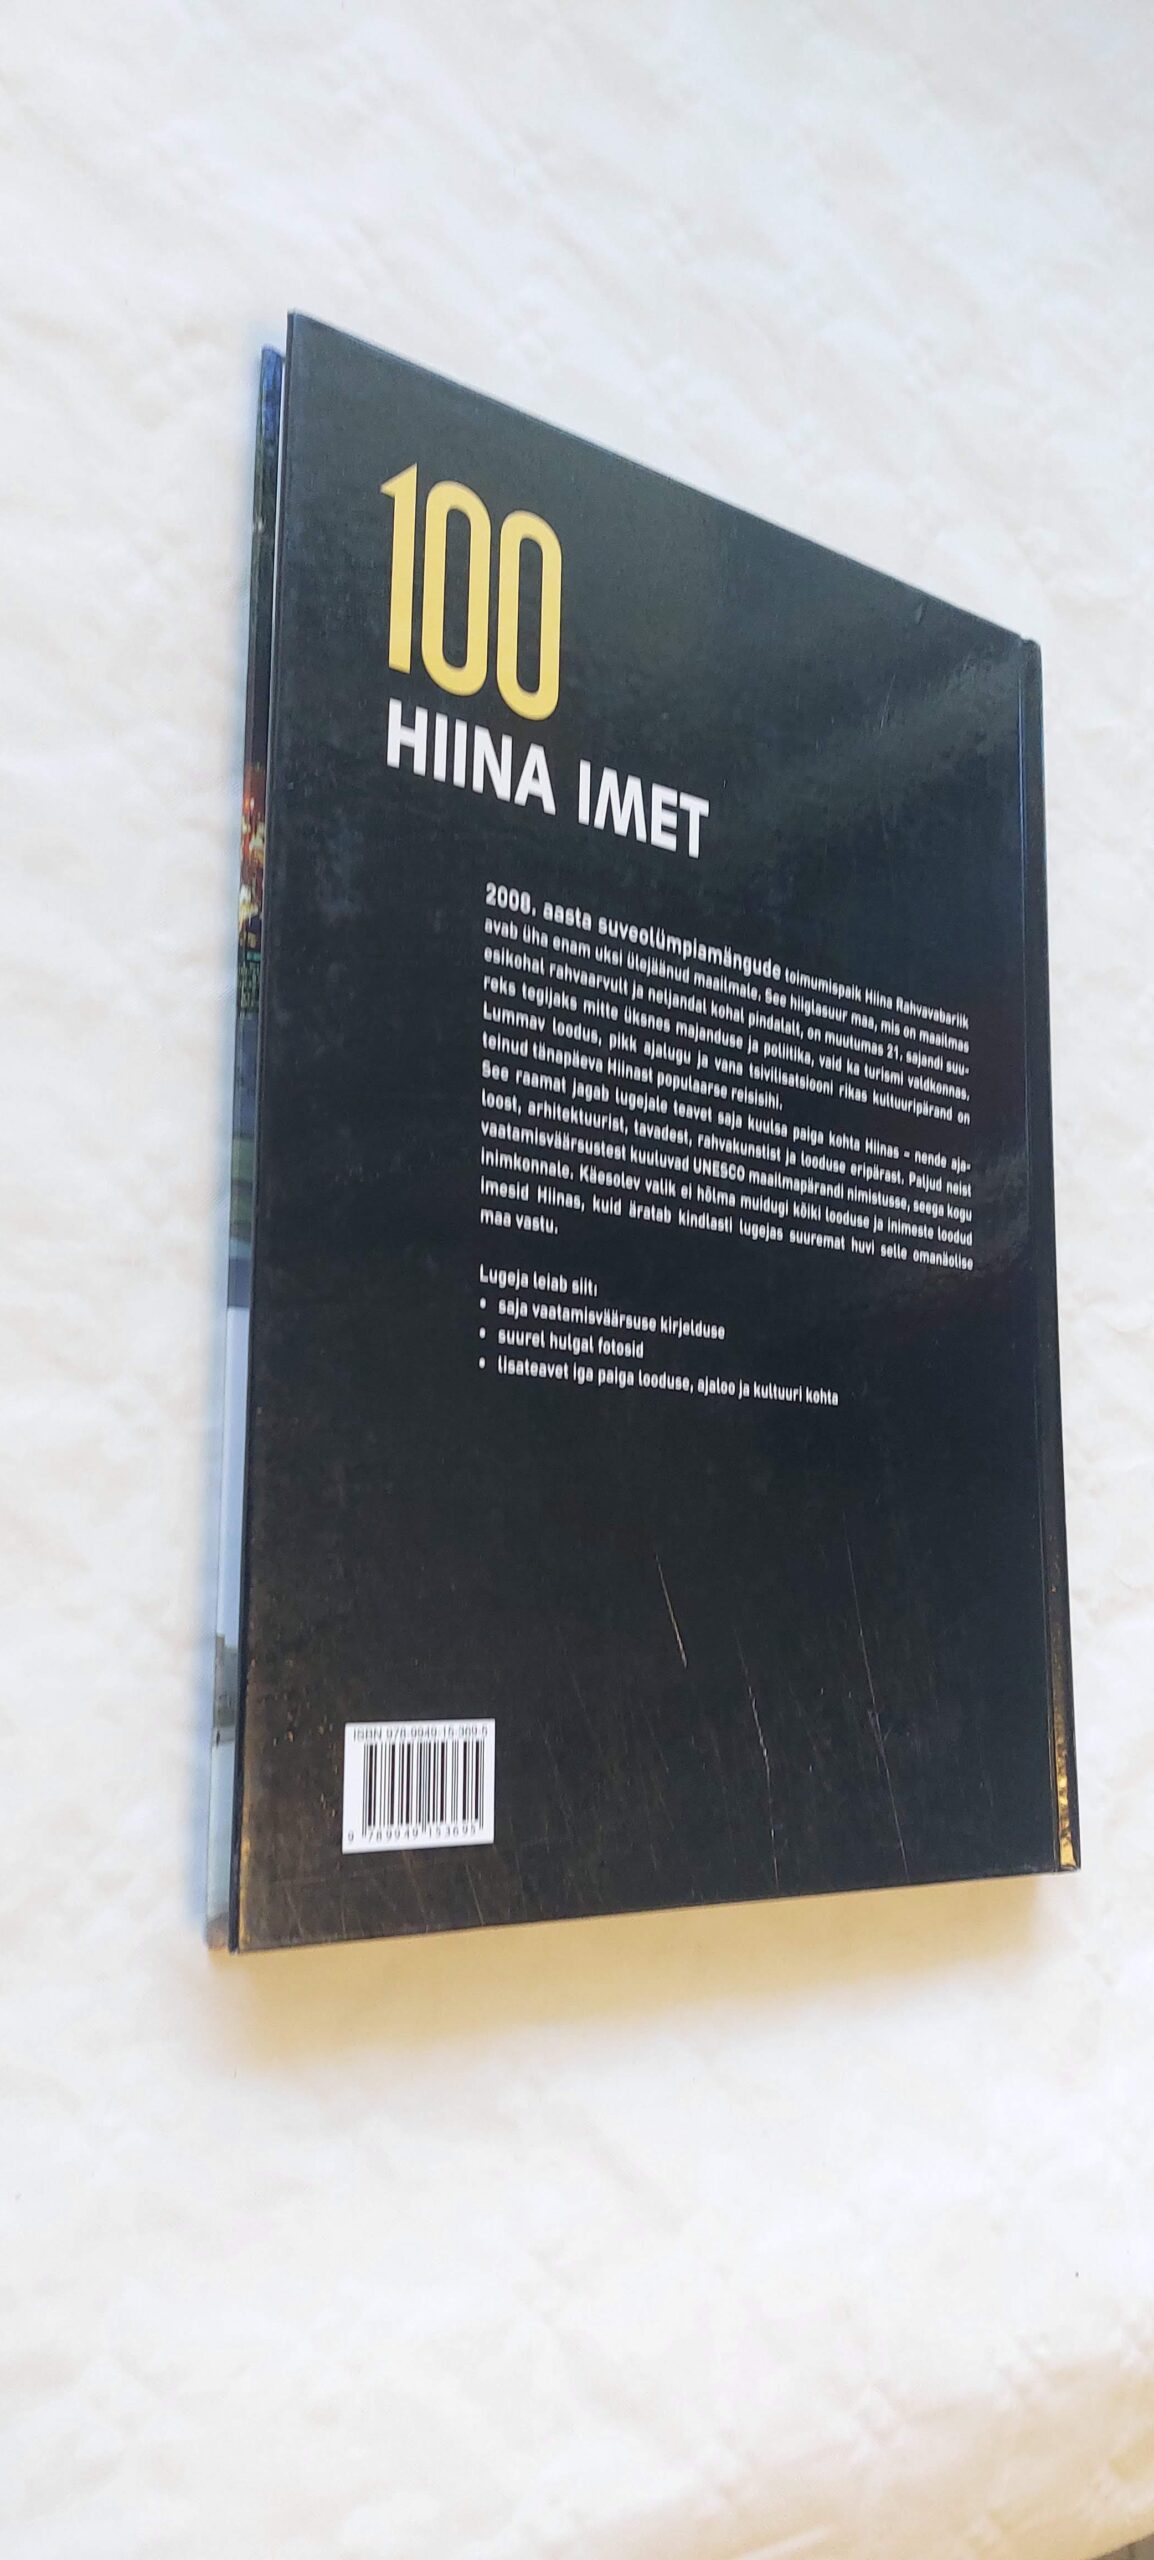 100
HIINA IMET
2008. aasta suveolümpiamängude toimumispaik Hiina Rahvavabariik
avab üha enam uksi ülejäänud maailmale. See hiiglasuur maa, mis on maailmas
esikohal rahvaarvult ja neljandal kohal pindalalt, on muutumas 21. sajandi suu-
reks tegijaks mitte üksnes majanduse ja poliitika, vaid ka turismi valdkonnas.
Lummav loodus, pikk ajalugu ja vana tsivilisatsiooni rikas kultuuripärand on
teinud tänapäeva Hiinast populaarse reisisihi.
See raamat jagab lugejale teavet saja kuulsa paiga kohta Hiinas – nende aja-
loost, arhitektuurist, tavadest, rahvakunstist ja looduse eripärast. Paljud neist
vaatamisväärsustest kuuluvad UNESCO maailmapärandi nimistusse, seega kogu
inimkonnale. Käesolev valik ei hõlma muidugi kõiki looduse ja inimeste loodud
imesid Hiinas, kuid äratab kindlasti lugejas suuremat huvi selle omanäolise
maa vastu.
Lugeja leiab siit:
• saja vaatamisväärsuse kirjelduse
• suurel hulgal fotosid
• lisateavet iga paiga looduse, ajaloo ja kultuuri kohta
ISBN 978-9949-15-369-5
9 789949 153695